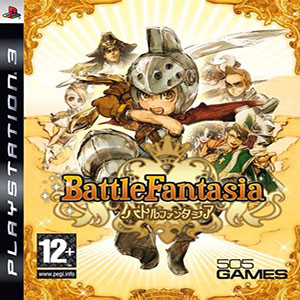 PLAYSTATION 3
BattleFantasia
バトルファンタジア
12+
www.pegi.info
505
GAMES